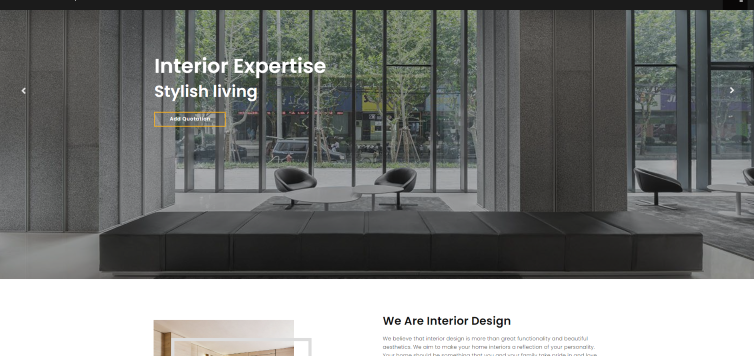 Interior Expertise
Stylish living
Add Quotation
We Are Interior Design
We believe that interior design is more than great functionality and beautiful
aesthetics. We aim to make your home interiors a reflection of your personality.
Your home should be something that you and your family take pride in and love